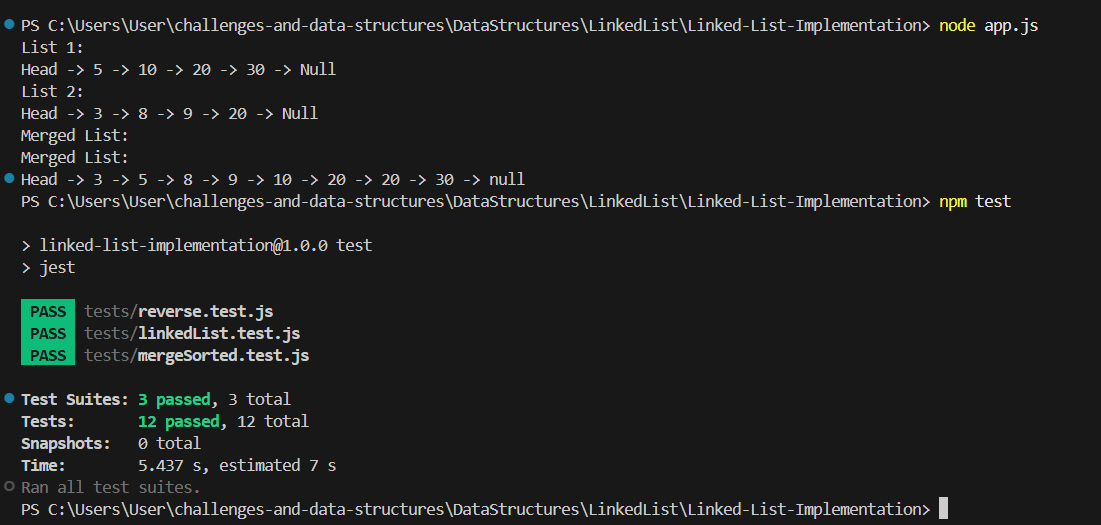 PS C:\Users\User\challenges-and-data-structures\DataStructures\LinkedList\Linked-List-Implementation> node app.js
List 1:
Head -> 5 -> 10 -> 20 -> 30 -> Null
List 2:
Head -> 3 -> 8 -> 9 -> 20 -> Null
Merged List:
Merged List:
Head -> 3 -> 5 -> 8 -> 9 -> 10 -> 20 -> 20 -> 30 -> null
PS C:\Users\User\challenges-and-data-structures\DataStructures\LinkedList\Linked-List-Implementation> npm test
> linked-list-implementation@1.0.0 test
> jest
PASS tests/reverse.test.js
PASS tests/linkedList.test.js
PASS tests/mergeSorted.test.js
Test Suites: 3 passed, 3 total
Tests: 12 passed, 12 total
Snapshots: 0 total
Time: 5.437 s, estimated 7 s
Ran all test suites.
PS C:\Users\User\challenges-and-data-structures\DataStructures\LinkedList\Linked-List-Implementation>